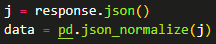 j = response.json()
data = pd.json_normalize(j)